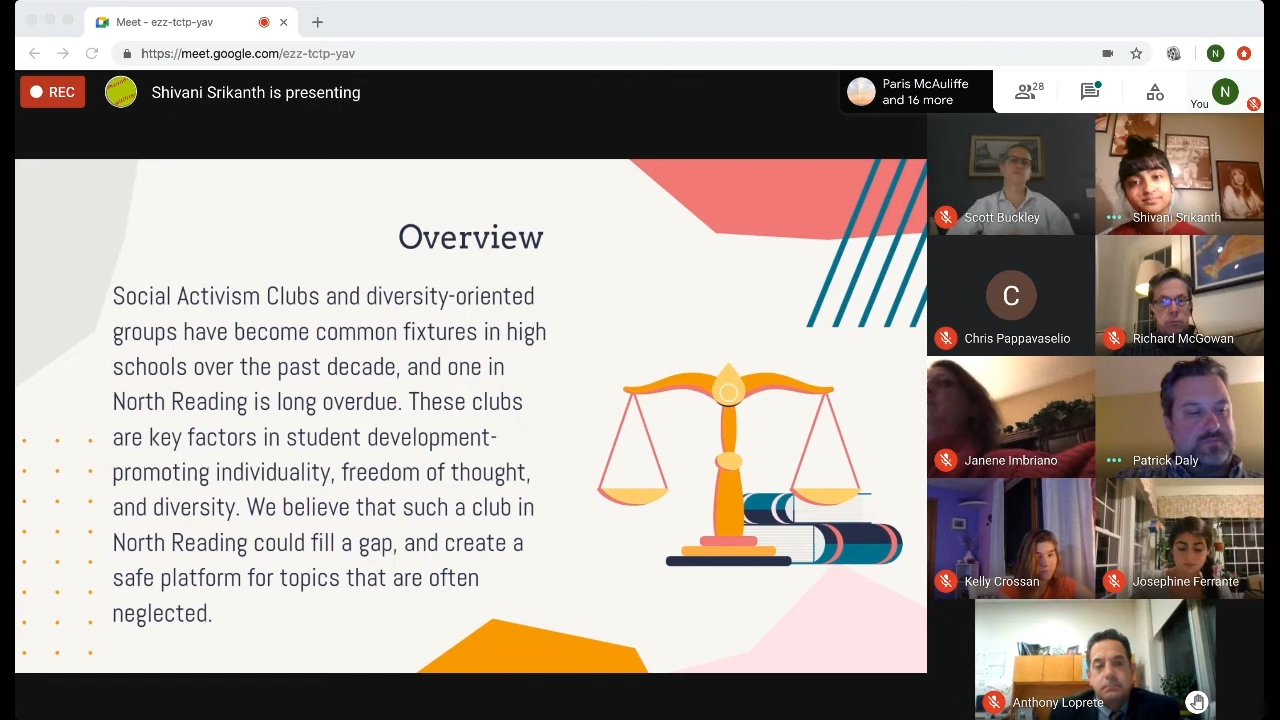 Meet - ezz-tctp-yav
https://meet.google.com/ezz-tctp-yav
N
REC
Shivani Srikanth is presenting
Paris McAuliffe
and 16 more
28
You
N
Overview
Social Activism Clubs and diversity-oriented
groups have become common fixtures in high
schools over the past decade, and one in
North Reading is long overdue. These clubs
are key factors in student development-
promoting individuality, freedom of thought,
and diversity. We believe that such a club in
North Reading could fill a gap, and create a
safe platform for topics that are often
neglected.
Scott Buckley
Shivani Srikanth
C
Chris Pappavaselio
Richard McGowan
Janene Imbriano
Patrick Daly
Kelly Crossan
Josephine Ferrante
Anthony Loprete